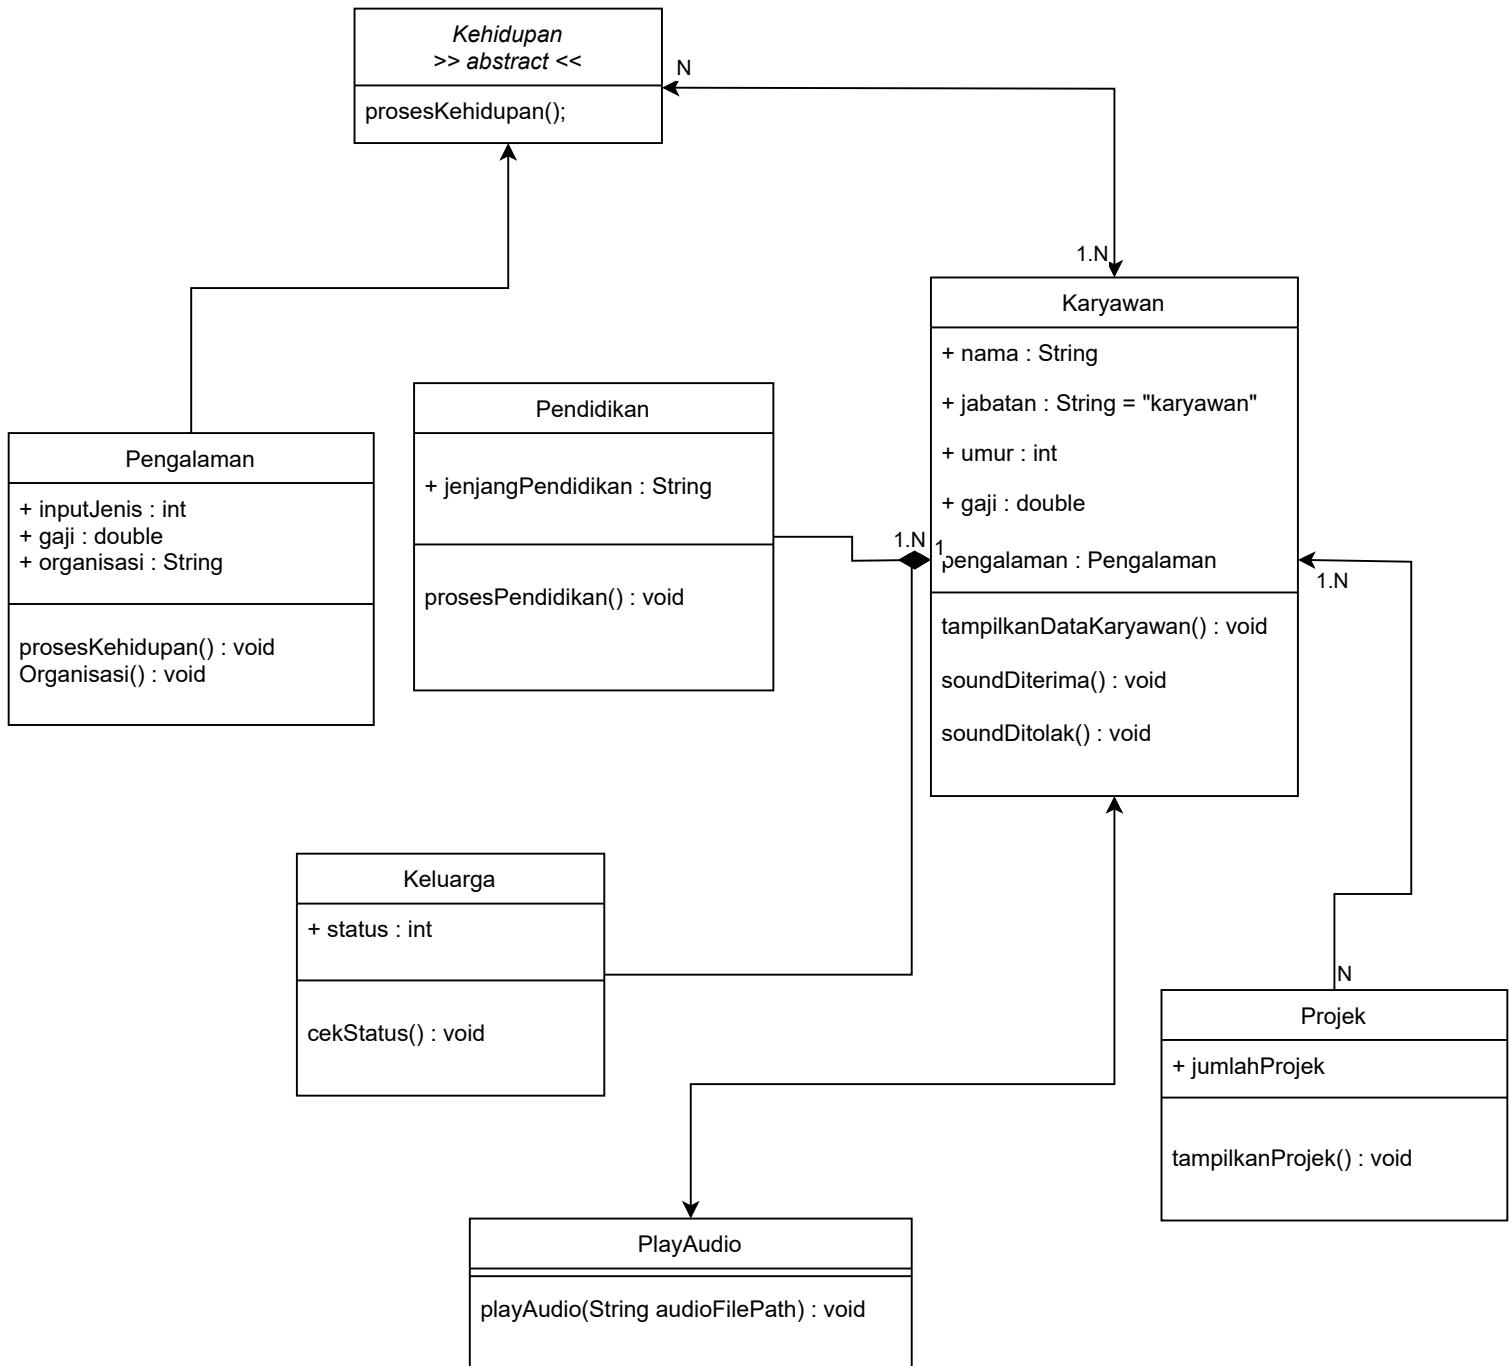 Kehidupan
>> abstract <<
prosesKehidupan();
N
1.N
Karyawan
+ nama : String
+ jabatan : String = "karyawan"
+ umur : int
+ gaji : double
pengalaman : Pengalaman
tampilkanDataKaryawan() : void
soundDiterima() : void
soundDitolak() : void
Pendidikan
+ jenjangPendidikan : String
prosesPendidikan() : void
1.N
1
1.N
Pengalaman
+ inputJenis : int
+ gaji : double
+ organisasi : String
prosesKehidupan() : void
Organisasi() : void
Keluarga
+ status : int
cekStatus() : void
N
Projek
+ jumlahProjek
tampilkanProjek() : void
PlayAudio
playAudio(String audioFilePath) : void